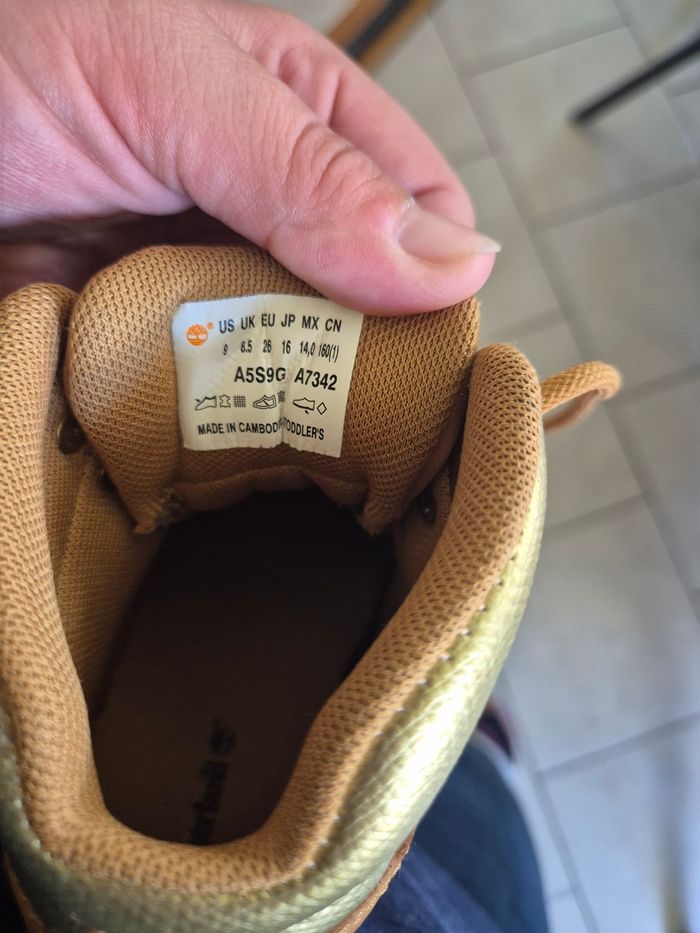 US UK EU JP MX CN
9 6.5 26 16 14,0 160(1)
A5S9G A7342
MADE IN TODDLER'S